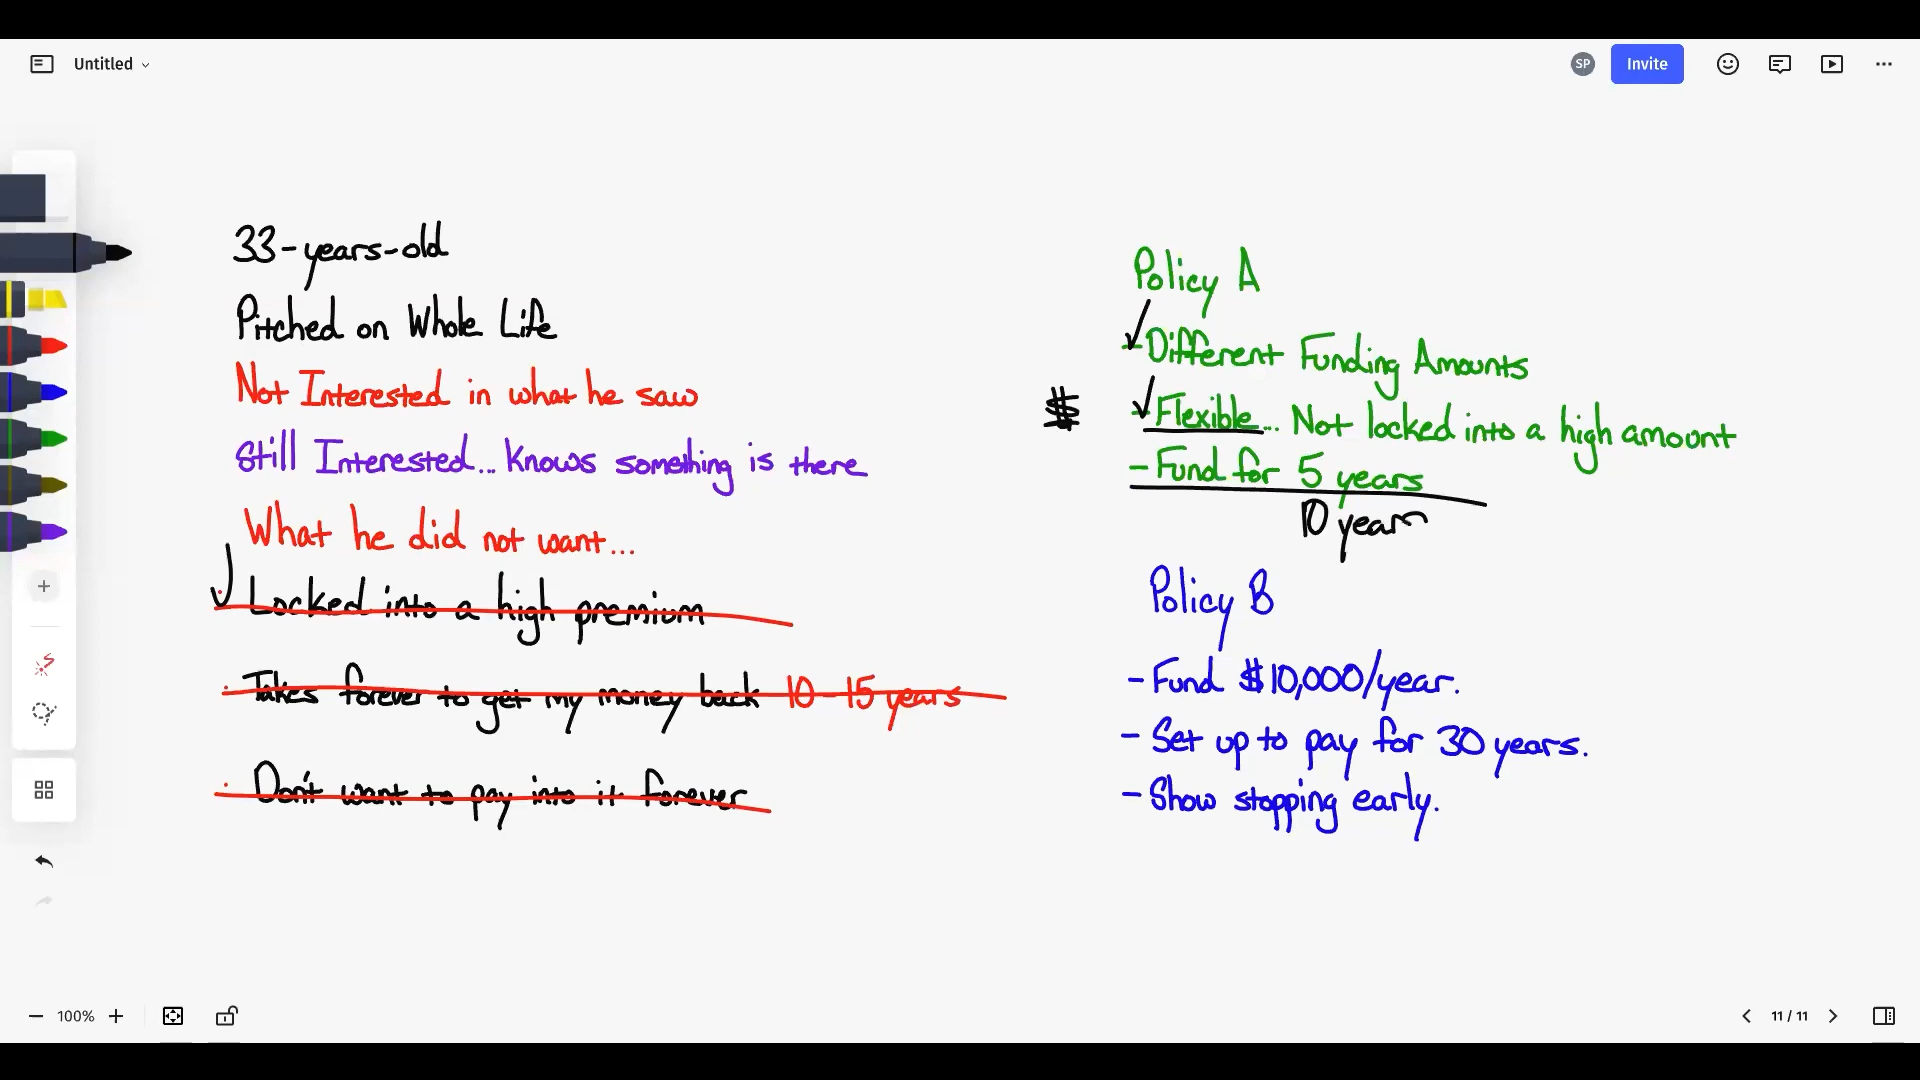 Untitled
SP
Invite
33-years-old
Pitched on Whole Life
Not Interested in what he saw
Still Interested... Knows something is there
What he did not want...
Locked into a high premium
Takes forever to get my money back 10-15 years
Don't want to pay into it forever
Policy A
- Different Funding Amounts
$
- Flexible... Not locked into a high amount
- Fund for 5 years
10 years
Policy B
- Fund $10,000/year.
- Set up to pay for 30 years.
- Show stopping early.
100%
11 / 11